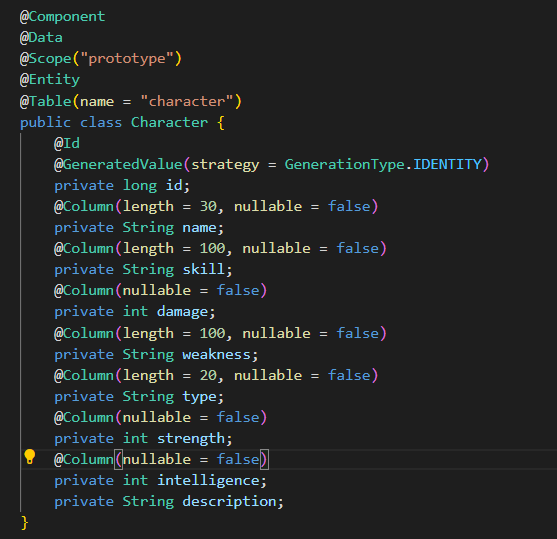 @Component
@Data
@Scope("prototype")
@Entity
@Table(name = "character")
public class Character {
    @Id
    @GeneratedValue(strategy = GenerationType.IDENTITY)
    private long id;
    @Column(length = 30, nullable = false)
    private String name;
    @Column(length = 100, nullable = false)
    private String skill;
    @Column(nullable = false)
    private int damage;
    @Column(length = 100, nullable = false)
    private String weakness;
    @Column(length = 20, nullable = false)
    private String type;
    @Column(nullable = false)
    private int strength;
    @Column(nullable = false)
    private int intelligence;
    private String description;
}